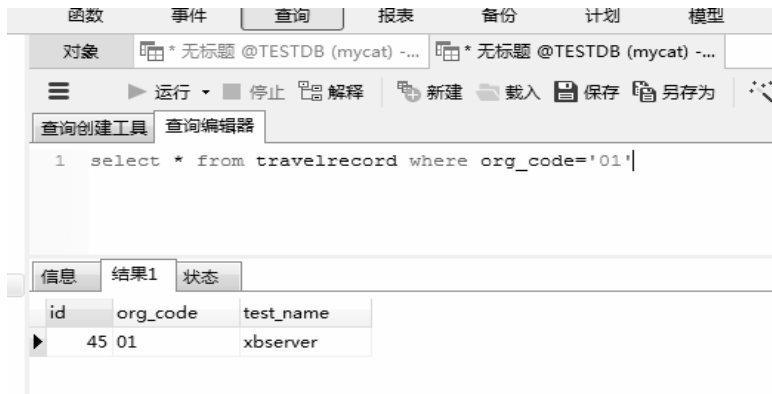 函数 事件 查询 报表 备份 计划 模型
对象 * 无标题 @TESTDB (mycat) -... * 无标题 @TESTDB (mycat) -...
运行 停止 解释 新建 载入 保存 另存为
查询创建工具 查询编辑器
1 select * from travelrecord where org_code='01'
信息 结果1 状态
id org_code test_name
45 01 xbserver